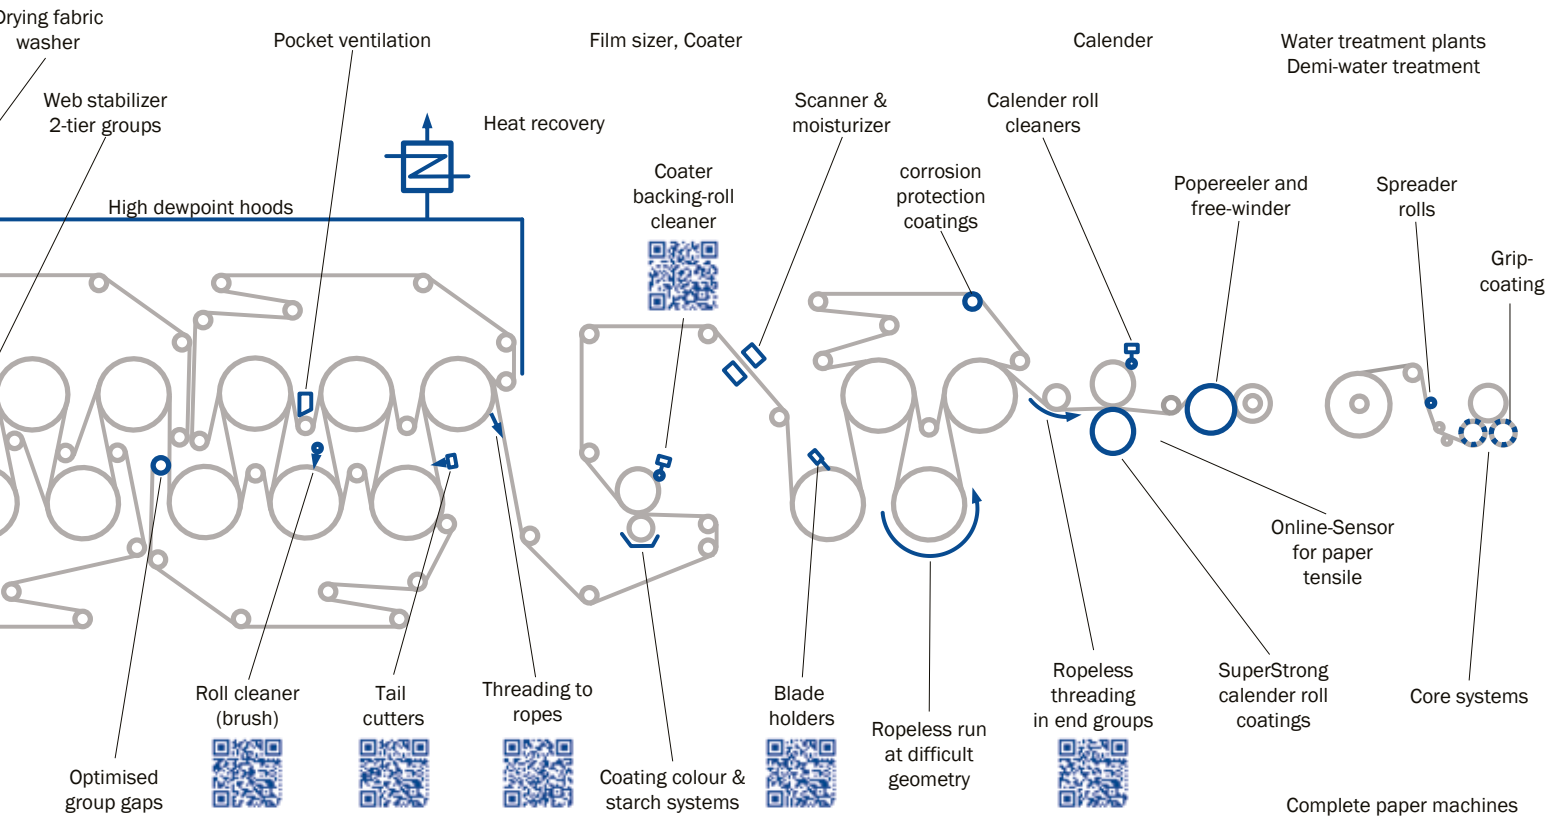 Drying fabric
washer
Pocket ventilation
Film sizer, Coater
Calender
Water treatment plants
Demi-water treatment
Web stabilizer
2-tier groups
Heat recovery
Scanner &
moisturizer
Calender roll
cleaners
Coater
backing-roll
cleaner
corrosion
protection
coatings
Popereeler and
free-winder
Spreader
rolls
High dewpoint hoods
Grip-
coating
Online-Sensor
for paper
tensile
Roll cleaner
(brush)
Tail
cutters
Threading to
ropes
Blade
holders
Ropeless run
at difficult
geometry
Ropeless
threading
in end groups
SuperStrong
calender roll
coatings
Core systems
Optimised
group gaps
Coating colour &
starch systems
Complete paper machines